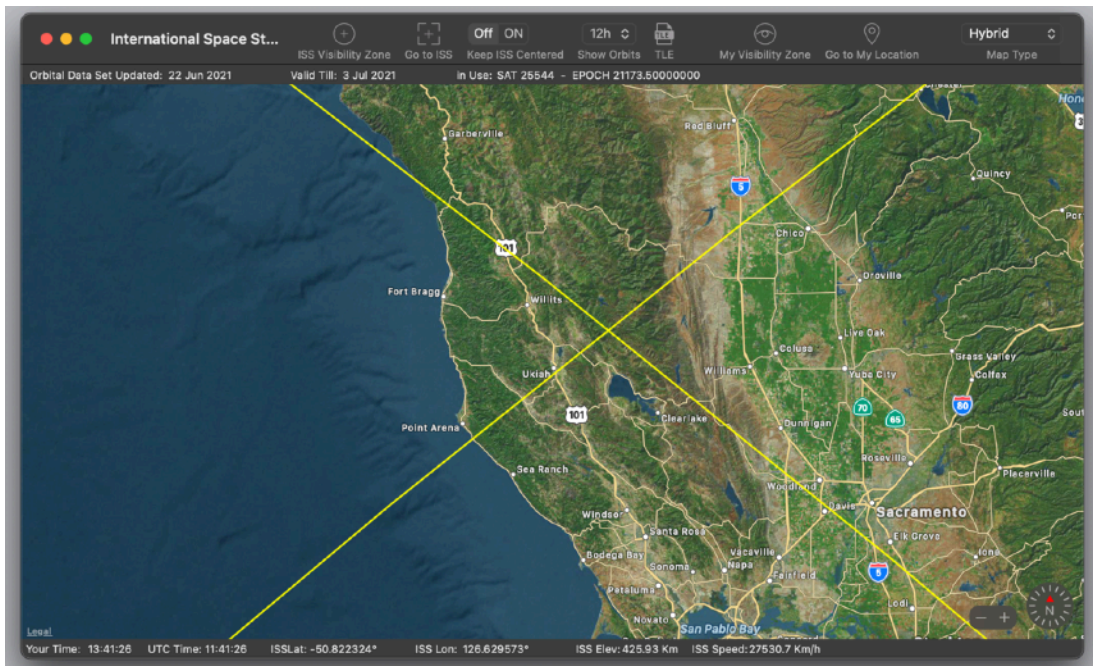 International Space St...
ISS Visibility Zone
Go to ISS
Off ON
Keep ISS Centered
12h
Show Orbits
TLE
TLE
My Visibility Zone
Go to My Location
Hybrid
Map Type
Orbital Data Set Updated: 22 Jun 2021 Valid Till: 3 Jul 2021 in Use: SAT 25544 - EPOCH 21173.50000000
Greater
Garberville
Red Bluff
5
Quincy
Chico
101
Oroville
Fort Bragg
Willits
Live Oak
Colusa
Grass Valley
Ukiah
Williams
Yuba City
Colfax
101
Clearlake
70
65
80
Point Arena
Dunnigan
Roseville
Sea Ranch
Placerville
Woodland
Davis
Sacramento
Windsor
Santa Rosa
Elk Grove
Bodega Bay
Vacaville
Ione
Sonoma
Napa
Fairfield
5
Petaluma
Lodi
Novato
San Pablo Bay
N
Legal
Your Time: 13:41:26 UTC Time: 11:41:26 ISSLat: -50.822324° ISS Lon: 126.629573° ISS Elev: 425.93 Km ISS Speed: 27530.7 Km/h